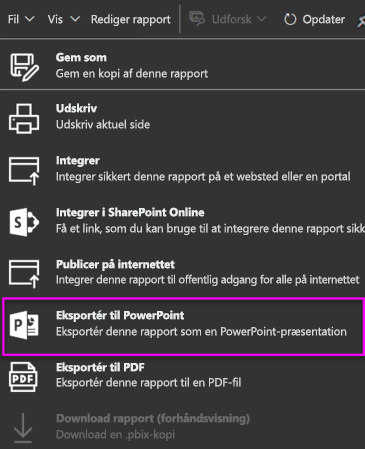 Fil Vis Rediger rapport Udforsk Opdater
Gem som
Gem en kopi af denne rapport
Udskriv
Udskriv aktuel side
Integrer
Integrer sikkert denne rapport på et websted eller en portal
Integrer i SharePoint Online
Få et link, som du kan bruge til at integrere denne rapport sikk
Publicer på internettet
Integrer denne rapport til offentlig adgang for alle på internettet
Eksportér til PowerPoint
Eksportér denne rapport som en PowerPoint-præsentation
Eksportér til PDF
Eksportér denne rapport til en PDF-fil
Download rapport (forhåndsvisning)
Download en .pbix-kopi